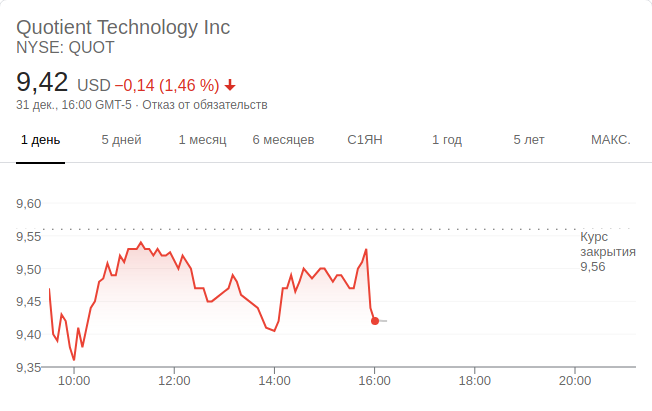 Quotient Technology Inc
NYSE: QUOT
9,42 USD −0,14 (1,46 %)
31 дек., 16:00 GMT-5 · Отказ от обязательств
1 день 5 дней 1 месяц 6 месяцев С1ЯН 1 год 5 лет МАКС.
9,60
9,55
Курс
закрытия
9,56
9,50
9,45
9,40
9,35
10:00 12:00 14:00 16:00 18:00 20:00